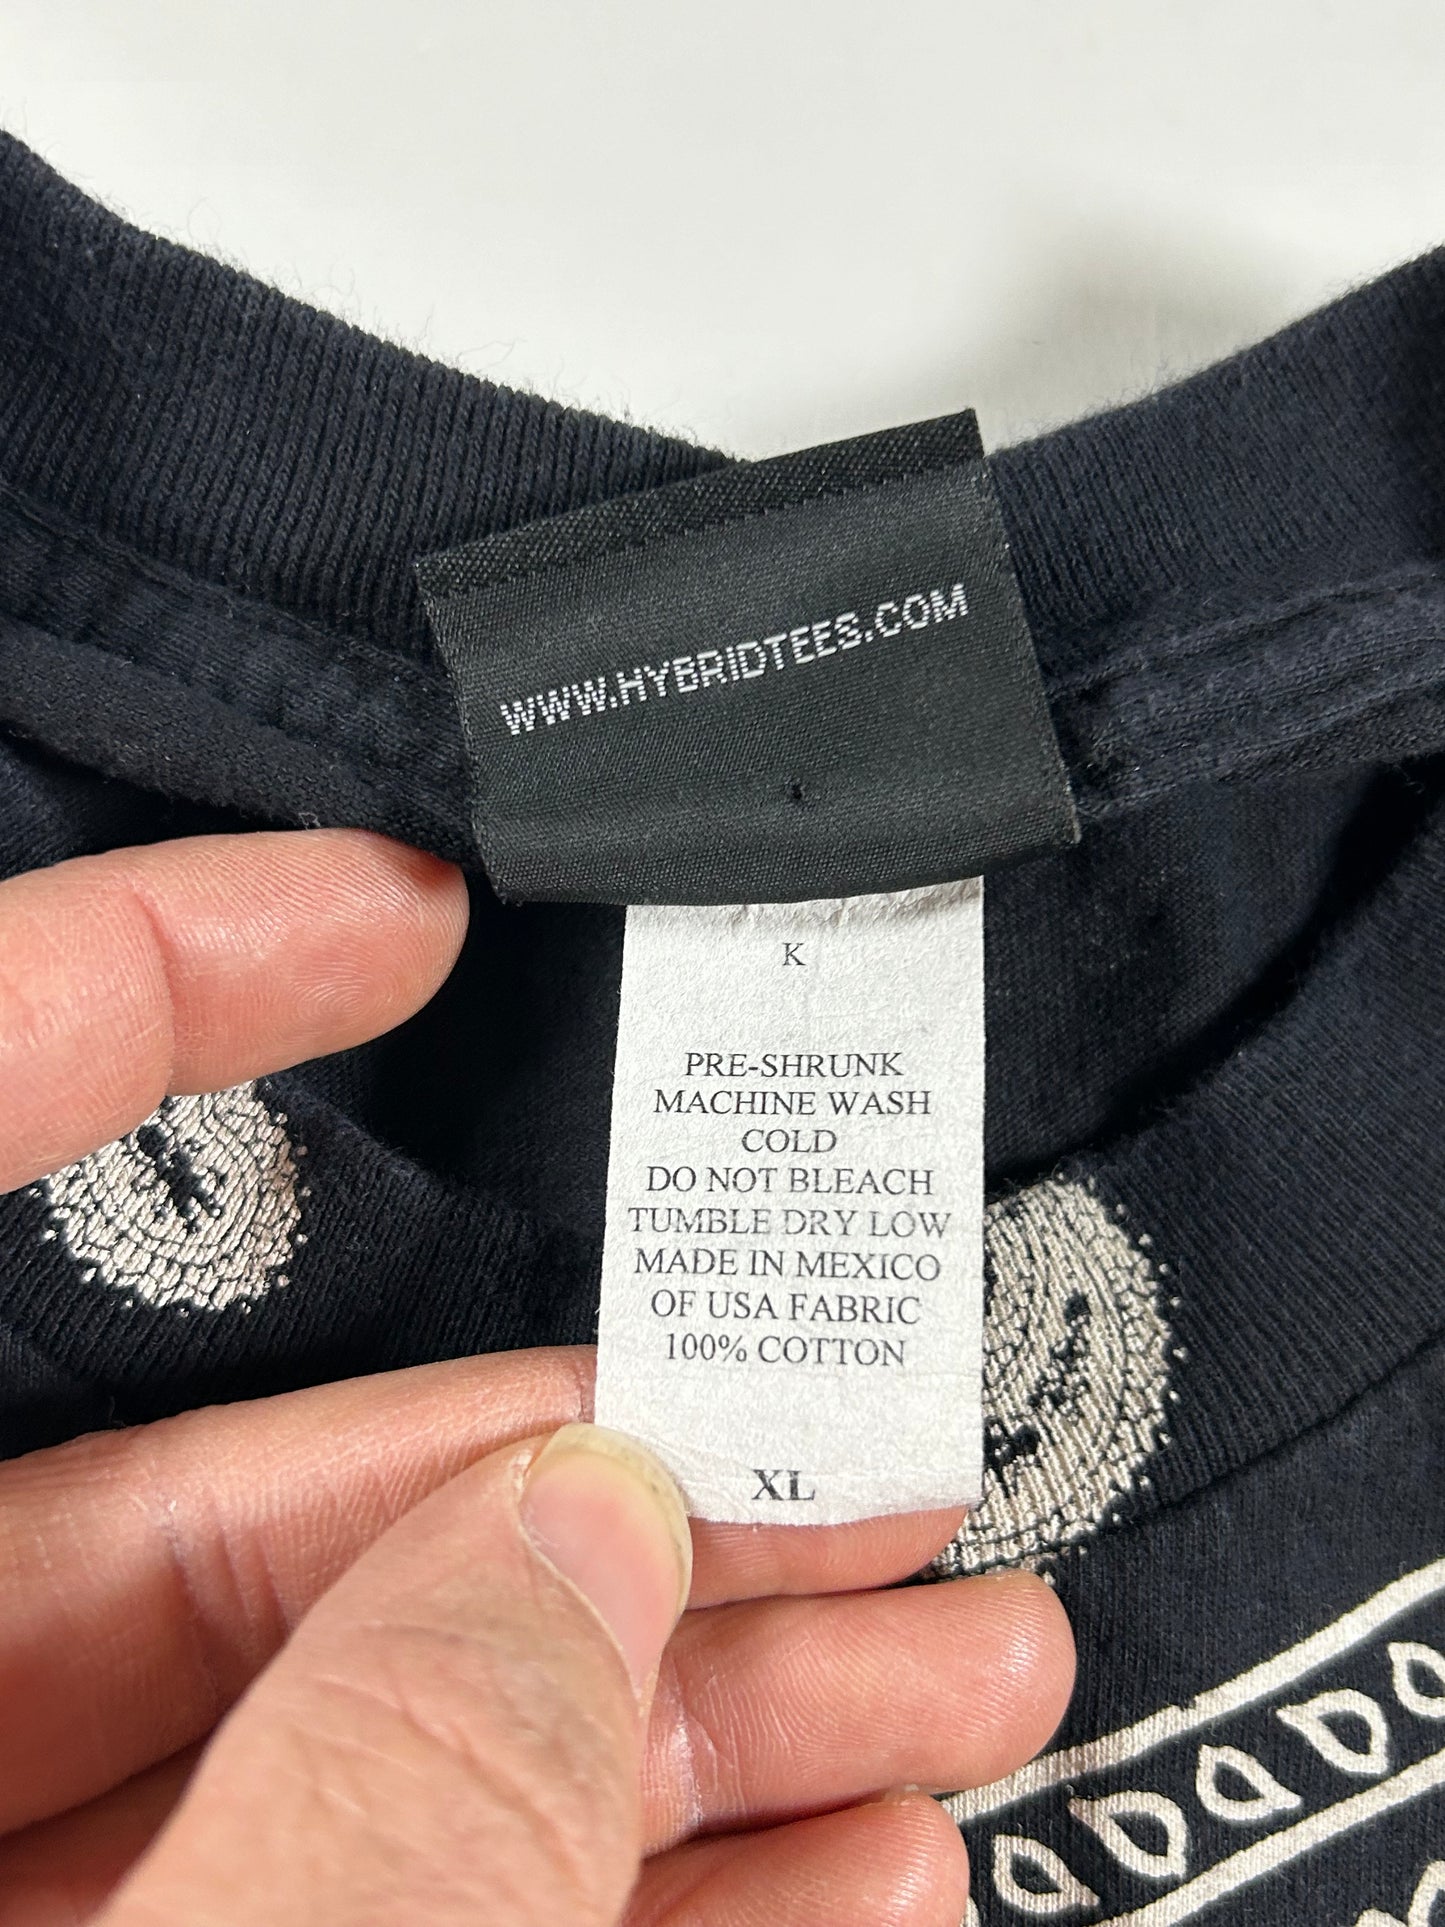 WWW.HYBRIDTEES.COM
K
PRE-SHRUNK
MACHINE WASH
COLD
DO NOT BLEACH
TUMBLE DRY LOW
MADE IN MEXICO
OF USA FABRIC
100% COTTON
XL